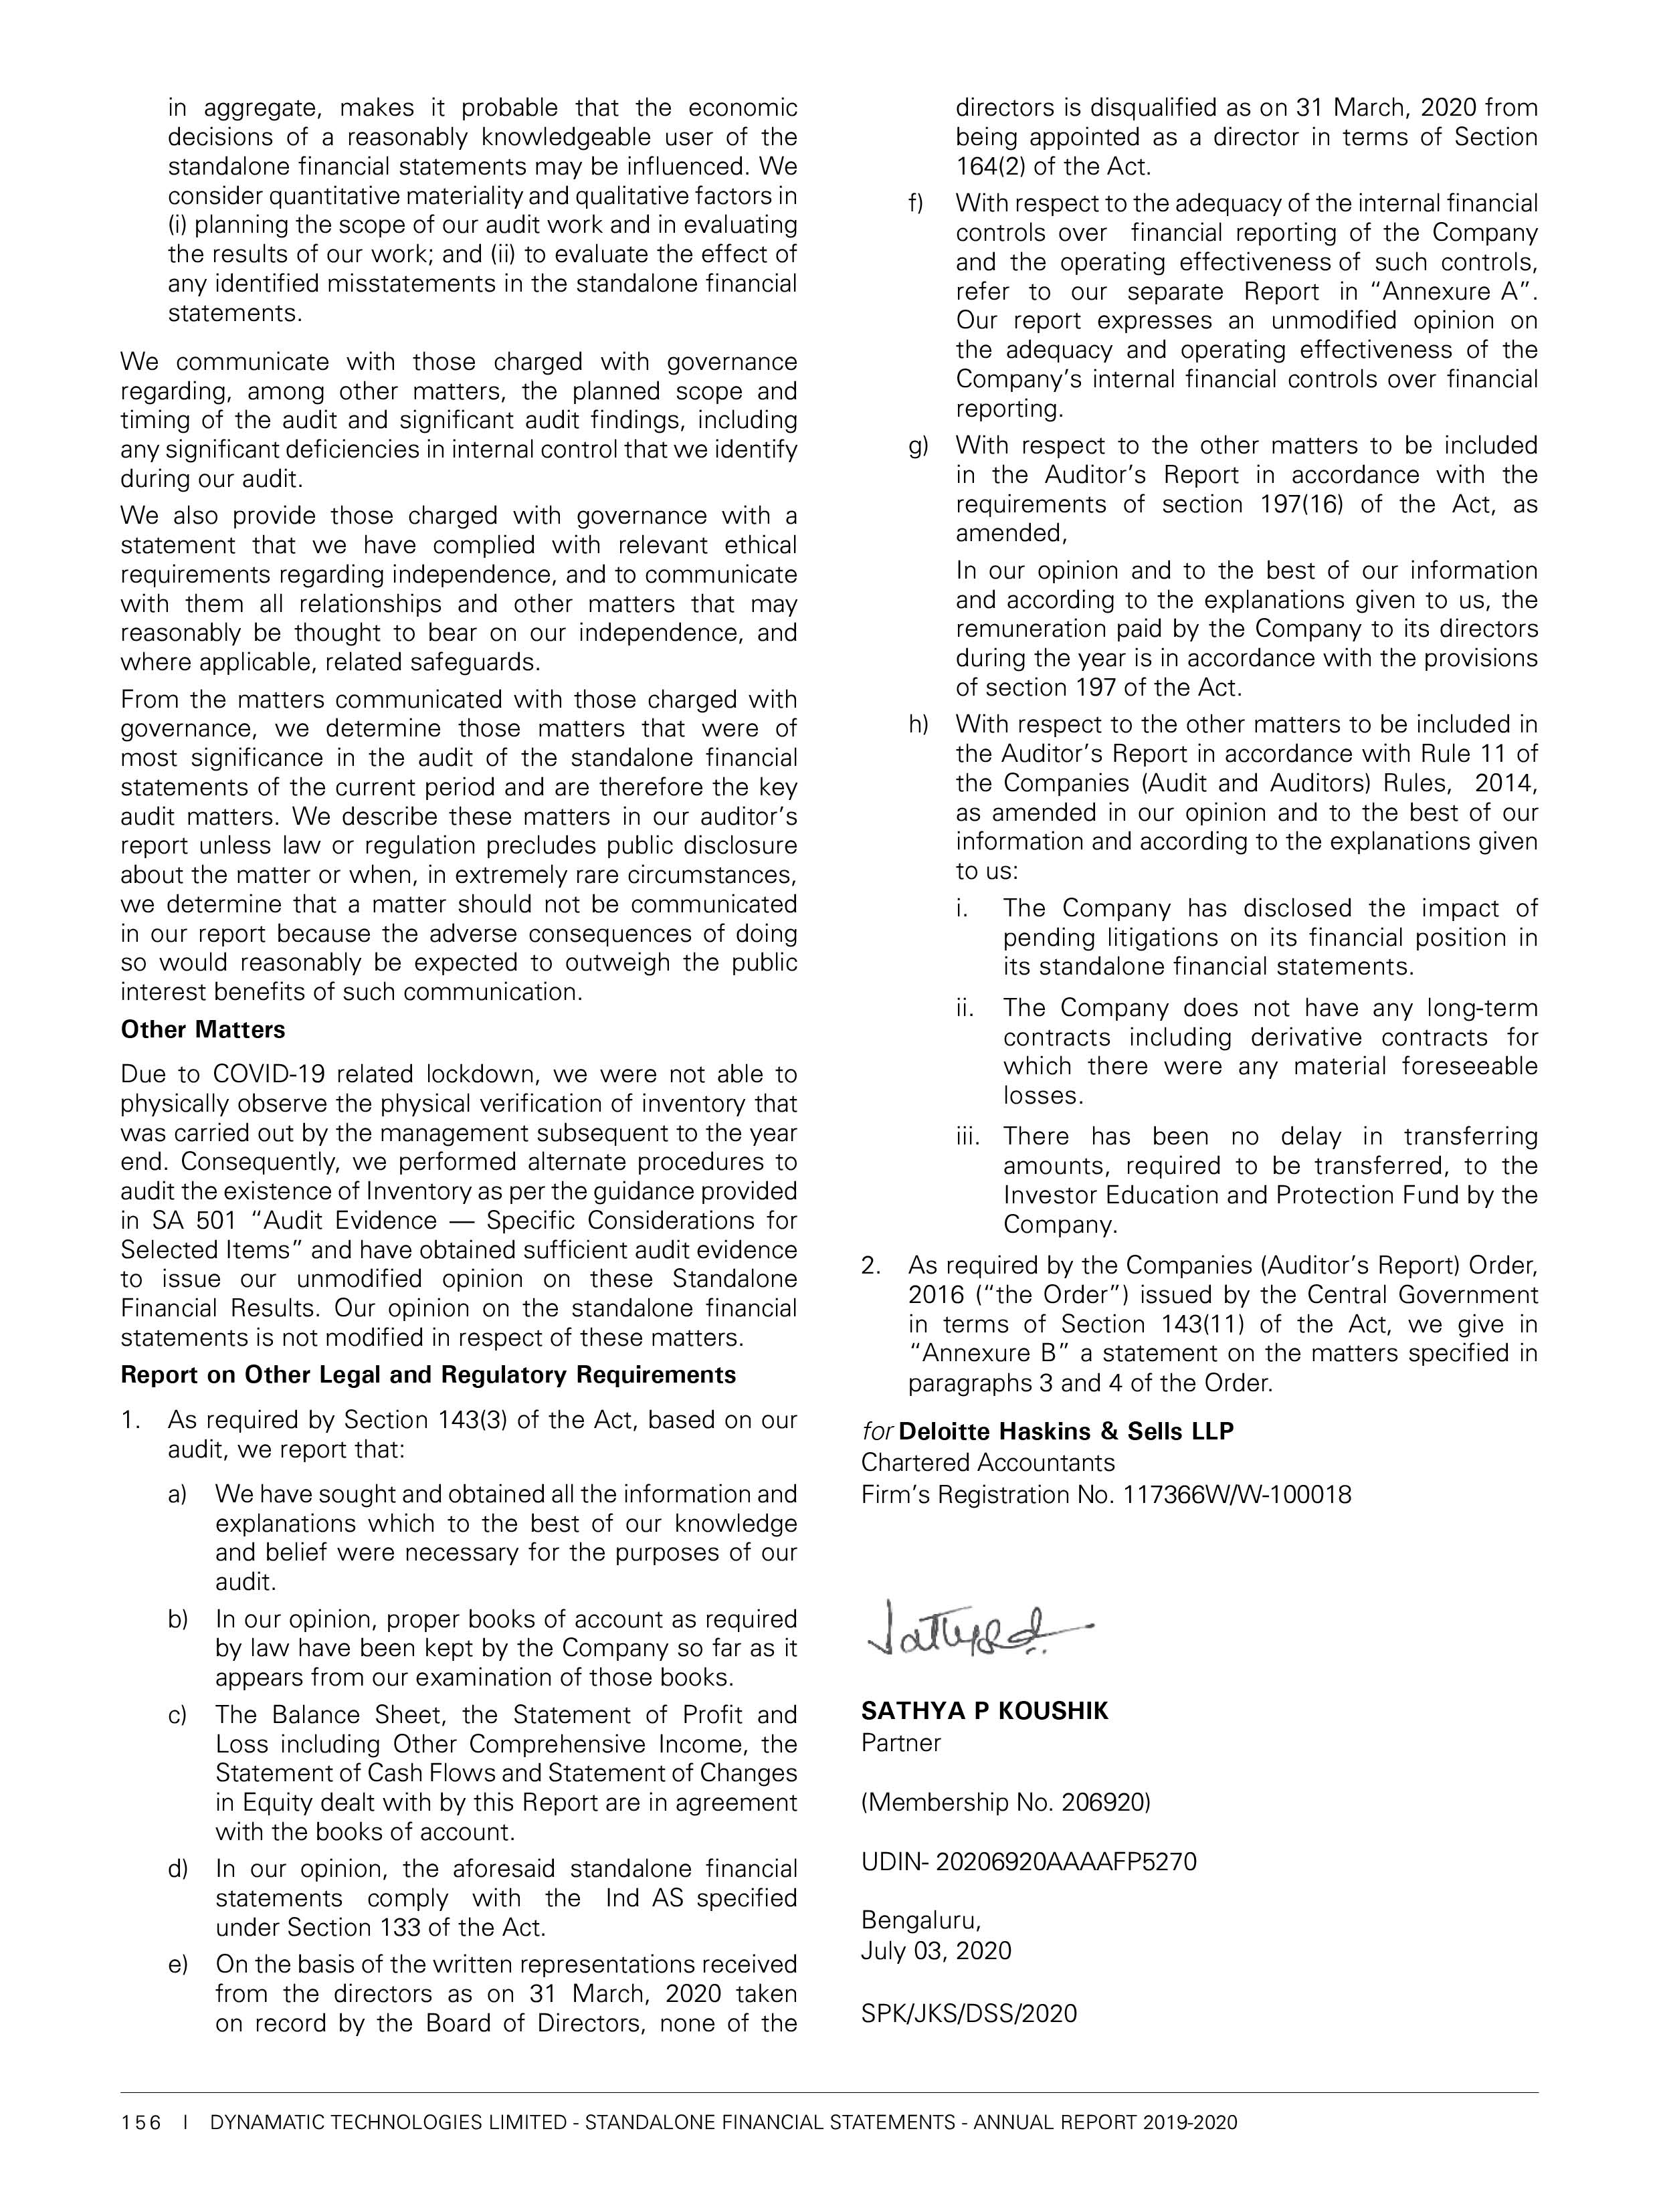 in aggregate, makes it probable that the economic
decisions of a reasonably knowledgeable user of the
standalone financial statements may be influenced. We
consider quantitative materiality and qualitative factors in
(i) planning the scope of our audit work and in evaluating
the results of our work; and (ii) to evaluate the effect of
any identified misstatements in the standalone financial
statements.
We communicate with those charged with governance
regarding, among other matters, the planned scope and
timing of the audit and significant audit findings, including
any significant deficiencies in internal control that we identify
during our audit.
We also provide those charged with governance with a
statement that we have complied with relevant ethical
requirements regarding independence, and to communicate
with them all relationships and other matters that may
reasonably be thought to bear on our independence, and
where applicable, related safeguards.
From the matters communicated with those charged with
governance, we determine those matters that were of
most significance in the audit of the standalone financial
statements of the current period and are therefore the key
audit matters. We describe these matters in our auditor's
report unless law or regulation precludes public disclosure
about the matter or when, in extremely rare circumstances,
we determine that a matter should not be communicated
in our report because the adverse consequences of doing
so would reasonably be expected to outweigh the public
interest benefits of such communication.
Other Matters
Due to COVID-19 related lockdown, we were not able to
physically observe the physical verification of inventory that
was carried out by the management subsequent to the year
end. Consequently, we performed alternate procedures to
audit the existence of Inventory as per the guidance provided
in SA 501 “Audit Evidence — Specific Considerations for
Selected Items” and have obtained sufficient audit evidence
to issue our unmodified opinion on these Standalone
Financial Results. Our opinion on the standalone financial
statements is not modified in respect of these matters.
Report on Other Legal and Regulatory Requirements
1. As required by Section 143(3) of the Act, based on our
audit, we report that:
a) We have sought and obtained all the information and
explanations which to the best of our knowledge
and belief were necessary for the purposes of our
audit.
b) In our opinion, proper books of account as required
by law have been kept by the Company so far as it
appears from our examination of those books.
c) The Balance Sheet, the Statement of Profit and
Loss including Other Comprehensive Income, the
Statement of Cash Flows and Statement of Changes
in Equity dealt with by this Report are in agreement
with the books of account.
d) In our opinion, the aforesaid standalone financial
statements comply with the Ind AS specified
under Section 133 of the Act.
e) On the basis of the written representations received
from the directors as on 31 March, 2020 taken
on record by the Board of Directors, none of the
directors is disqualified as on 31 March, 2020 from
being appointed as a director in terms of Section
164(2) of the Act.
f) With respect to the adequacy of the internal financial
controls over financial reporting of the Company
and the operating effectiveness of such controls,
refer to our separate Report in “Annexure A”.
Our report expresses an unmodified opinion on
the adequacy and operating effectiveness of the
Company's internal financial controls over financial
reporting.
g) With respect to the other matters to be included
in the Auditor's Report in accordance with the
requirements of section 197(16) of the Act, as
amended,
In our opinion and to the best of our information
and according to the explanations given to us, the
remuneration paid by the Company to its directors
during the year is in accordance with the provisions
of section 197 of the Act.
h) With respect to the other matters to be included in
the Auditor's Report in accordance with Rule 11 of
the Companies (Audit and Auditors) Rules, 2014,
as amended in our opinion and to the best of our
information and according to the explanations given
to us:
i. The Company has disclosed the impact of
pending litigations on its financial position in
its standalone financial statements.
ii. The Company does not have any long-term
contracts including derivative contracts for
which there were any material foreseeable
losses.
iii. There has been no delay in transferring
amounts, required to be transferred, to the
Investor Education and Protection Fund by the
Company.
2. As required by the Companies (Auditor's Report) Order,
2016 (“the Order”) issued by the Central Government
in terms of Section 143(11) of the Act, we give in
“Annexure B” a statement on the matters specified in
paragraphs 3 and 4 of the Order.
for Deloitte Haskins & Sells LLP
Chartered Accountants
Firm's Registration No. 117366W/W-100018
SATHYA P KOUSHIK
Partner
(Membership No. 206920)
UDIN- 20206920AAAAFP5270
Bengaluru,
July 03, 2020
SPK/JKS/DSS/2020
156 I DYNAMATIC TECHNOLOGIES LIMITED - STANDALONE FINANCIAL STATEMENTS - ANNUAL REPORT 2019-2020